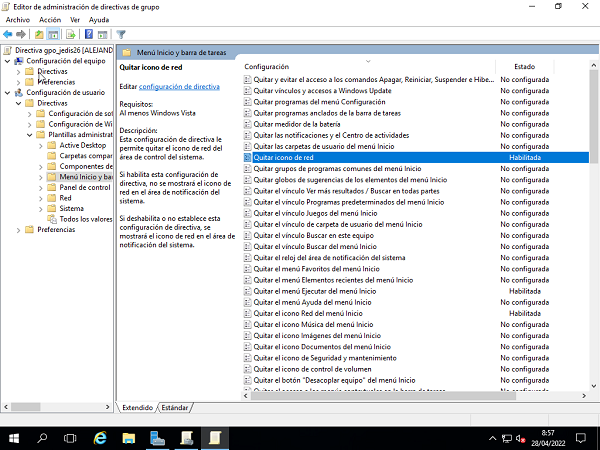 Editor de administración de directivas de grupo
Archivo Acción Ver Ayuda
Directiva gpo_jedis26 [ALEJAND
Configuración del equipo
Directivas
Preferencias
Configuración de usuario
Directivas
Configuración de sof
Configuración de Wi
Plantillas administrat
Active Desktop
Carpetas compar
Componentes de
Menú Inicio y bar
Panel de control
Red
Sistema
Todos los valores
Preferencias
Menú Inicio y barra de tareas
Quitar icono de red
Editar configuración de directiva
Requisitos:
Al menos Windows Vista
Descripción:
Esta configuración de directiva le
permite quitar el icono de red del
área de control del sistema.
Si habilita esta configuración de
directiva, no se mostrará el icono de
red en el área de notificación del
sistema.
Si deshabilita o no establece esta
configuración de directiva, se
mostrará el icono de red en el área de
notificación del sistema.
Configuración Estado
Quitar y evitar el acceso a los comandos Apagar, Reiniciar, Suspender e Hibe... No configurada
Quitar vínculos y accesos a Windows Update No configurada
Quitar programas del menú Configuración No configurada
Quitar programas anclados de la barra de tareas No configurada
Quitar medidor de la batería No configurada
Quitar las notificaciones y el Centro de actividades No configurada
Quitar las carpetas de usuario del menú Inicio No configurada
Quitar icono de red Habilitada
Quitar grupos de programas comunes del menú Inicio No configurada
Quitar globos de sugerencias de los elementos del menú Inicio No configurada
Quitar el vínculo Ver más resultados / Buscar en todas partes No configurada
Quitar el vínculo Programas predeterminados del menú Inicio No configurada
Quitar el vínculo Juegos del menú Inicio No configurada
Quitar el vínculo de carpeta de usuario del menú Inicio No configurada
Quitar el vínculo Buscar en este equipo No configurada
Quitar el vínculo Buscar del menú Inicio No configurada
Quitar el reloj del área de notificación del sistema No configurada
Quitar el menú Favoritos del menú Inicio No configurada
Quitar el menú Elementos recientes del menú Inicio No configurada
Quitar el menú Ejecutar del menú Inicio Habilitada
Quitar el menú Ayuda del menú Inicio No configurada
Quitar el icono Red del menú Inicio Habilitada
Quitar el icono Música del menú Inicio No configurada
Quitar el icono Imágenes del menú Inicio No configurada
Quitar el icono Documentos del menú Inicio No configurada
Quitar el icono de Seguridad y mantenimiento No configurada
Quitar el icono de control de volumen No configurada
Quitar el botón "Desacoplar equipo" del menú Inicio No configurada
Extendido Estándar
8:57
28/04/2022